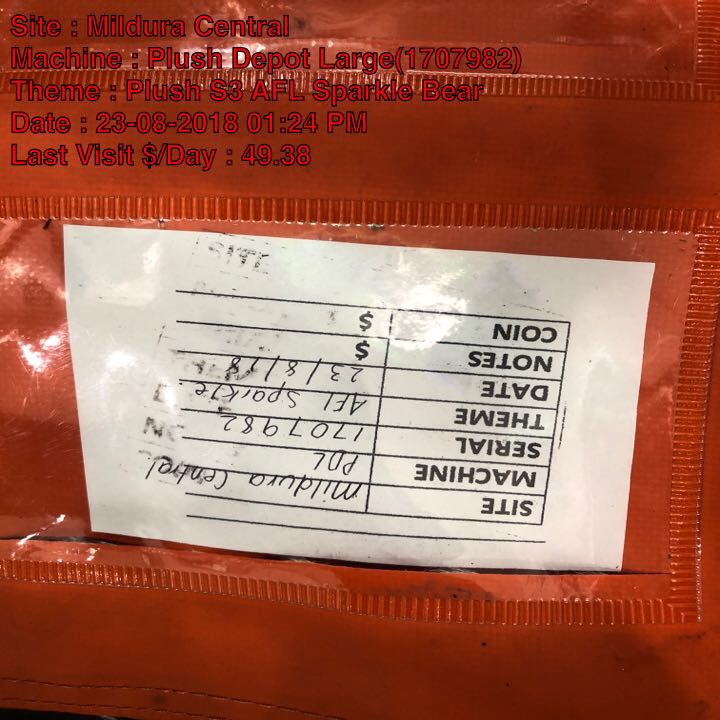 Site : Mildura Central
Machine : Plush Depot Large(1707982)
Theme : Plush S3 AFL Sparkle Bear
Date : 23-08-2018 01:24 PM
Last Visit $/Day : 49.38
SITE Mildura Central
MACHINE PDL
SERIAL 1707982
THEME AFL Sparkle
DATE 23/8/18
NOTES $
COIN $
SITE